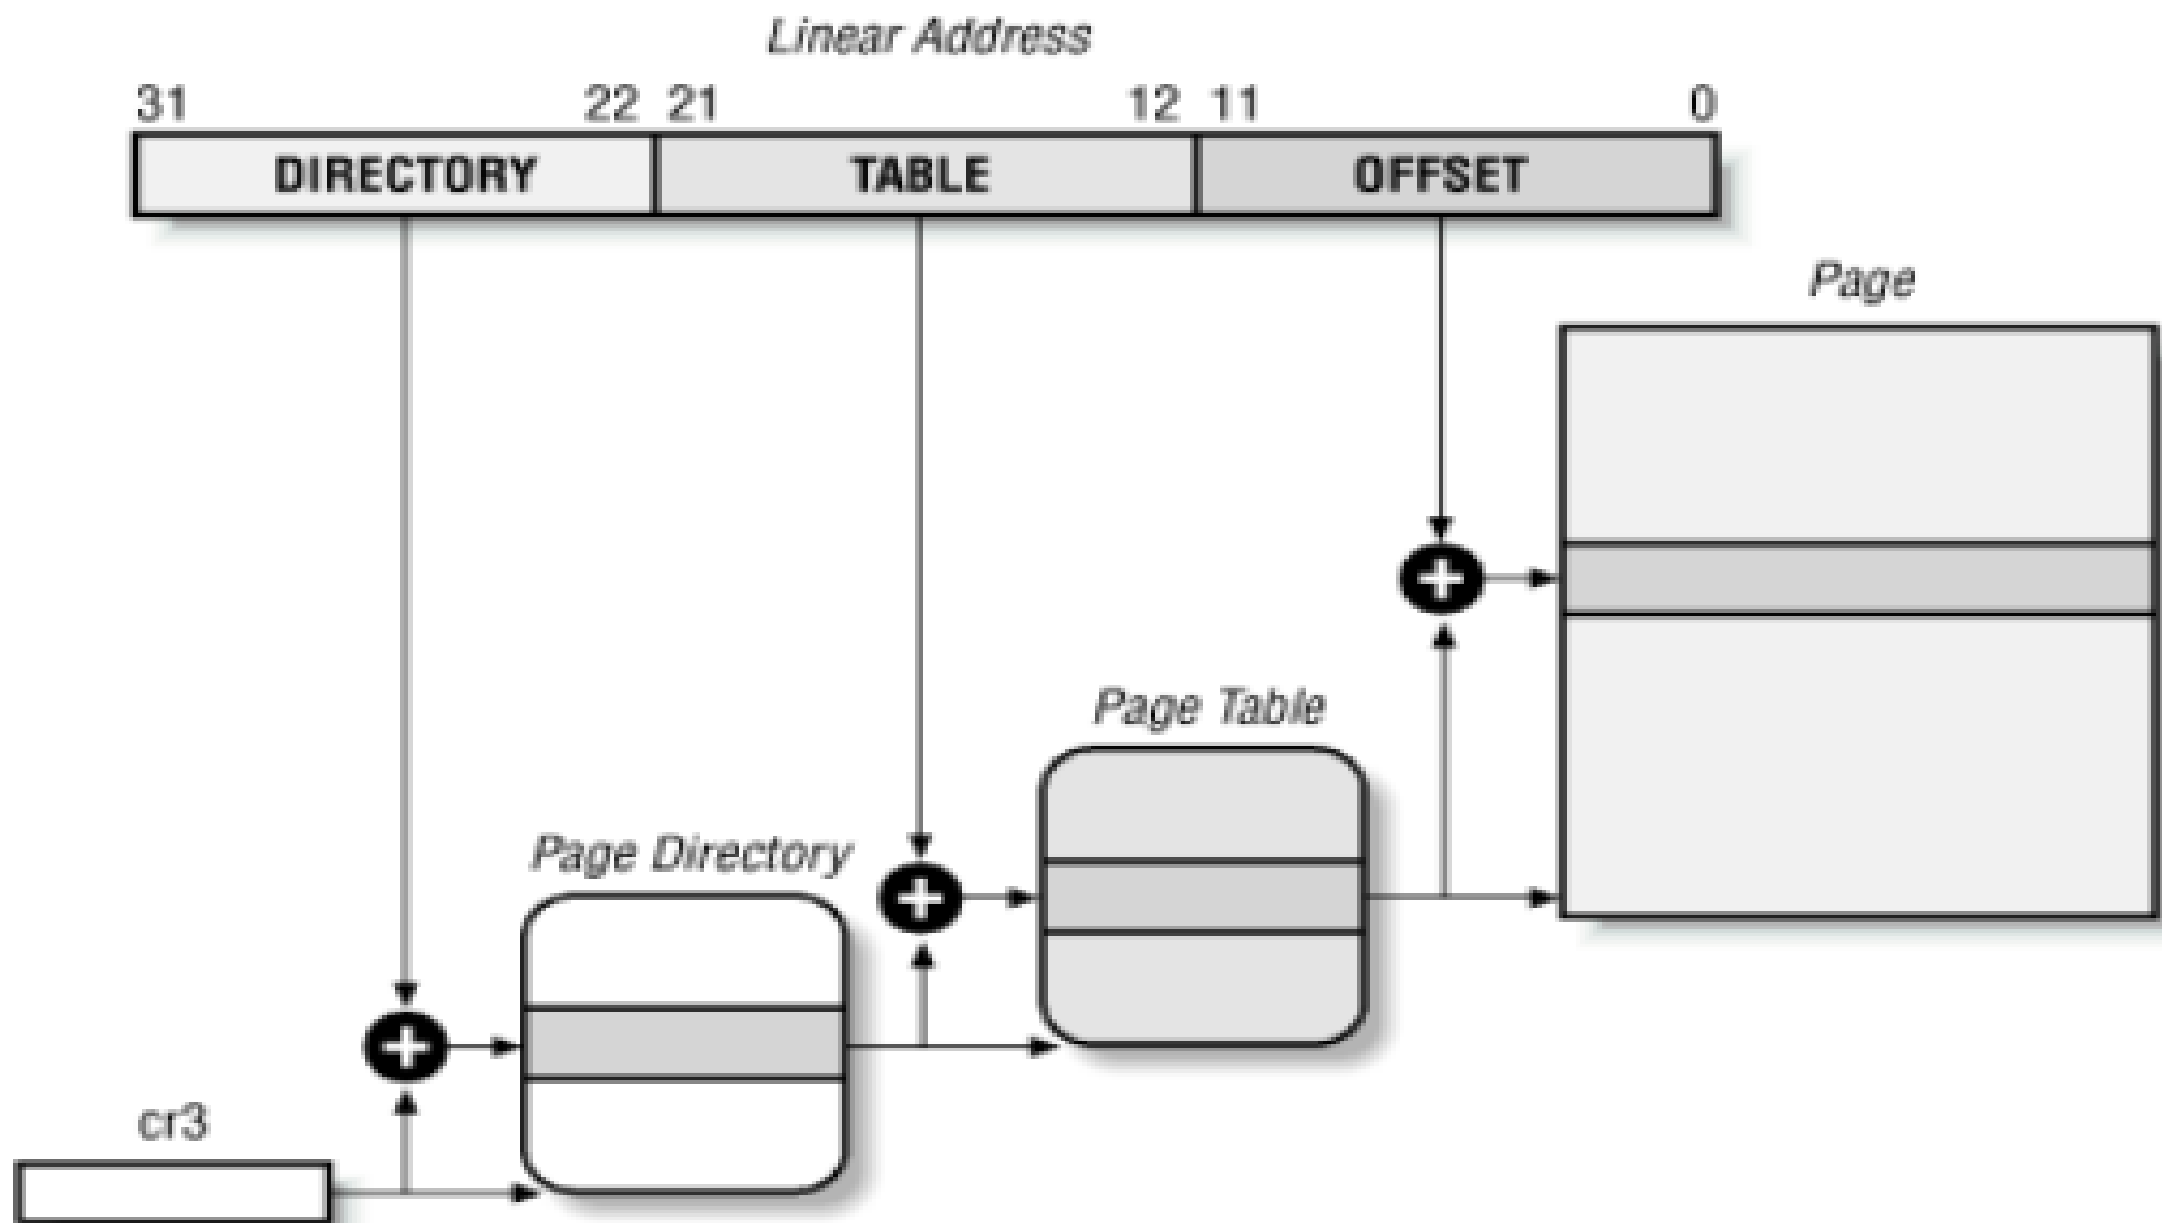 Linear Address
31 22 21 12 11 0
DIRECTORY TABLE OFFSET
Page
Page Table
Page Directory
cr3